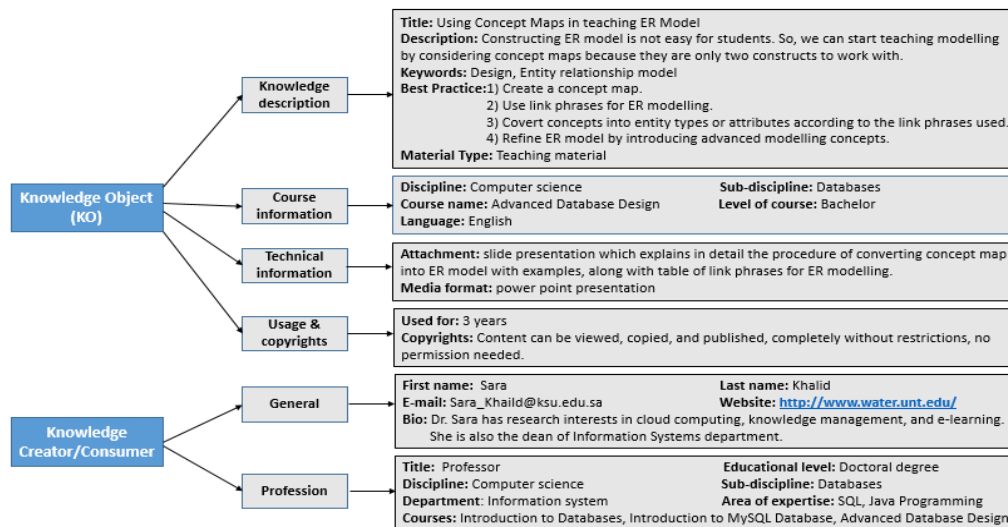 Title: Using Concept Maps in teaching ER Model
Description: Constructing ER model is not easy for students. So, we can start teaching modelling
by considering concept maps because they are only two constructs to work with.
Keywords: Design, Entity relationship model
Best Practice:1) Create a concept map.
2) Use link phrases for ER modelling.
3) Covert concepts into entity types or attributes according to the link phrases used.
4) Refine ER model by introducing advanced modelling concepts.
Material Type: Teaching material
Knowledge
description
Knowledge Object
(KO)
Course
information
Discipline: Computer science Sub-discipline: Databases
Course name: Advanced Database Design Level of course: Bachelor
Language: English
Technical
information
Attachment: slide presentation which explains in detail the procedure of converting concept map
into ER model with examples, along with table of link phrases for ER modelling.
Media format: power point presentation
Usage &
copyrights
Used for: 3 years
Copyrights: Content can be viewed, copied, and published, completely without restrictions, no
permission needed.
Knowledge
Creator/Consumer
General
First name: Sara Last name: Khalid
E-mail: Sara_Khaild@ksu.edu.sa Website: http://www.water.unt.edu/
Bio: Dr. Sara has research interests in cloud computing, knowledge management, and e-learning.
She is also the dean of Information Systems department.
Profession
Title: Professor Educational level: Doctoral degree
Discipline: Computer science Sub-discipline: Databases
Department: Information system Area of expertise: SQL, Java Programming
Courses: Introduction to Databases, Introduction to MySQL Database, Advanced Database Design